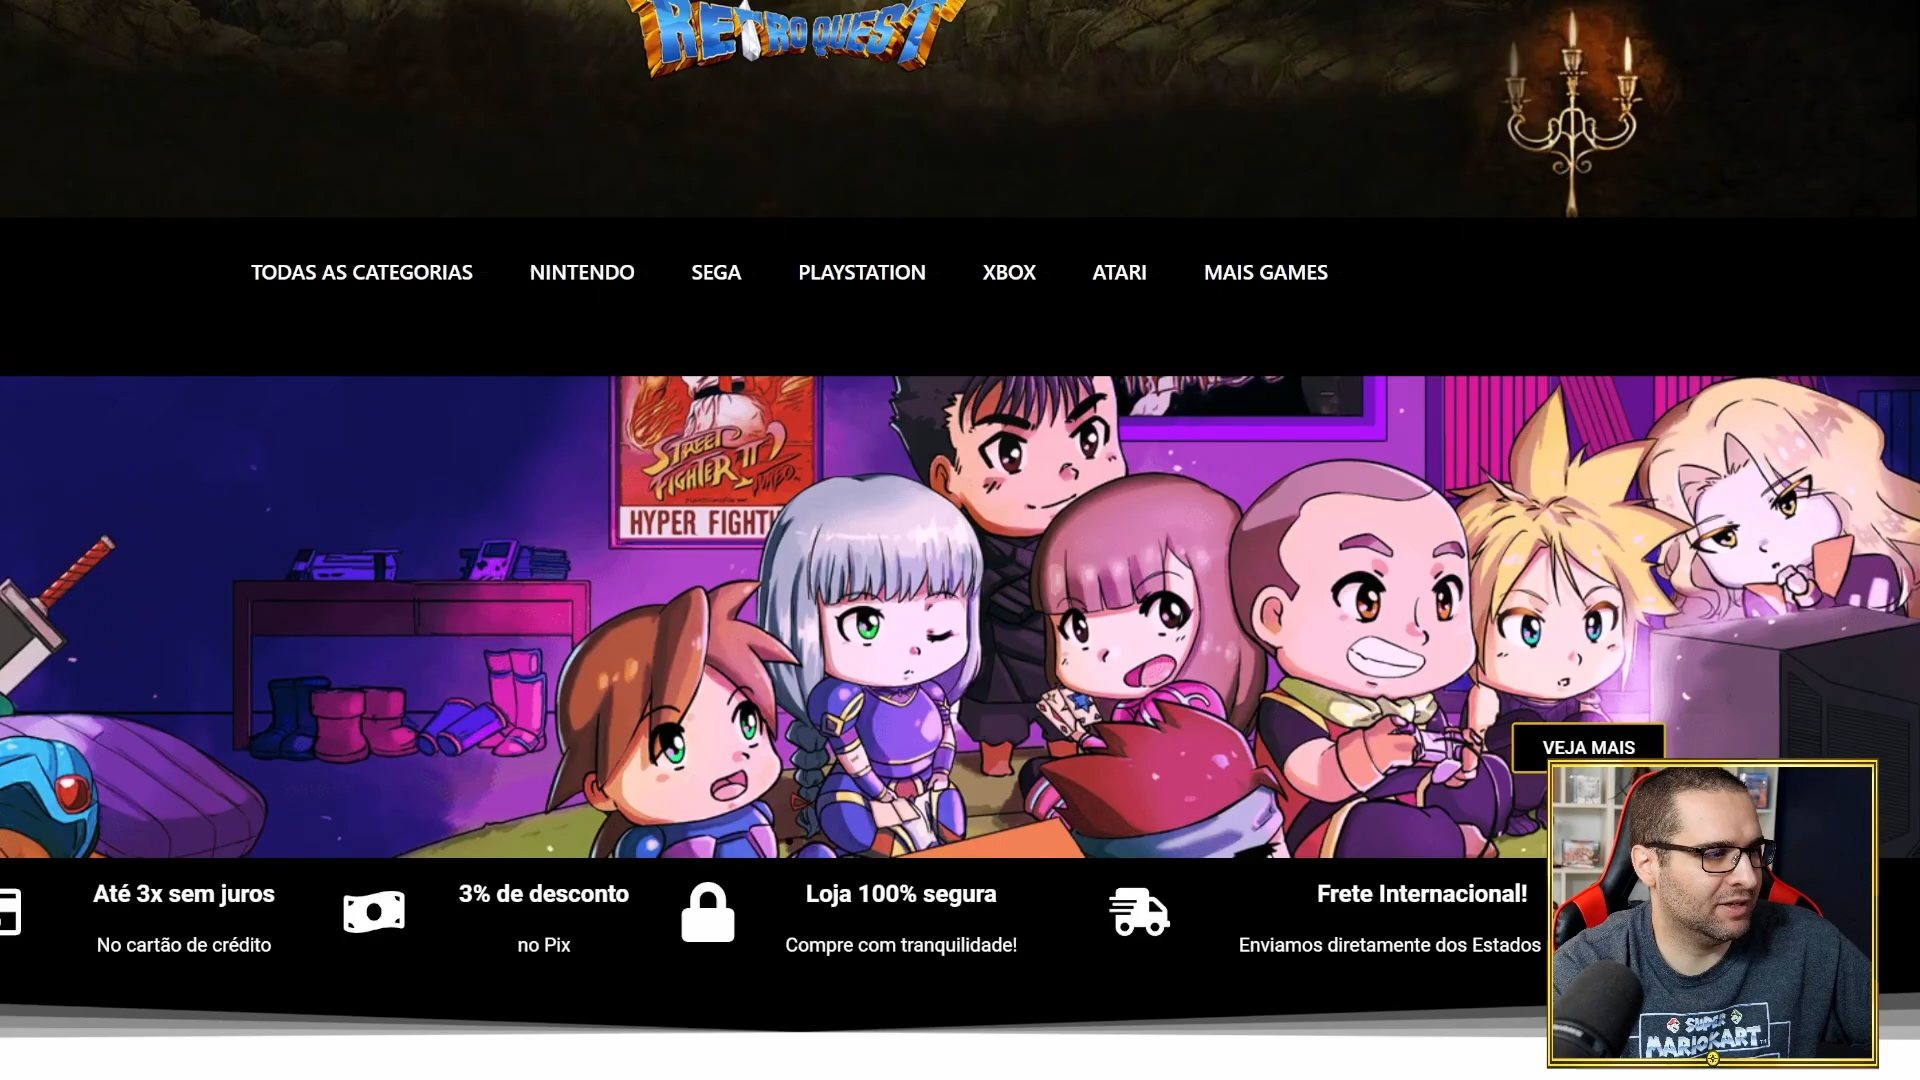 RETRO QUEST
TODAS AS CATEGORIAS NINTENDO SEGA PLAYSTATION XBOX ATARI MAIS GAMES
STREET
FIGHTER II
HYPER FIGHTI
VEJA MAIS
Até 3x sem juros
No cartão de crédito
3% de desconto
no Pix
Loja 100% segura
Compre com tranquilidade!
Frete Internacional!
Enviamos diretamente dos Estados
SUPER
MARIOKART